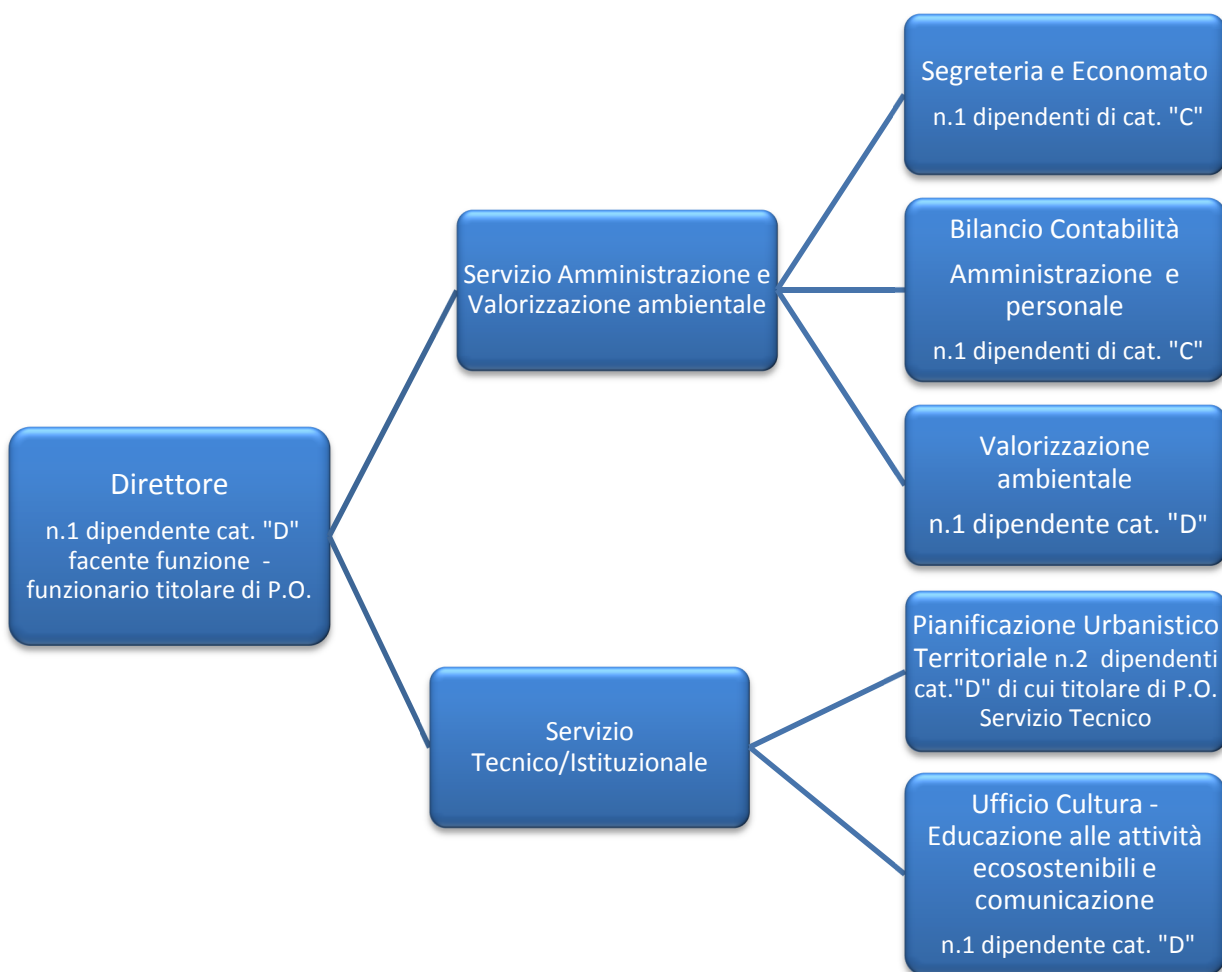 Direttore
n.1 dipendente cat. "D"
facente funzione -
funzionario titolare di P.O.
Servizio Amministrazione e
Valorizzazione ambientale
Segreteria e Economato
n.1 dipendenti di cat. "C"
Bilancio Contabilità
Amministrazione e
personale
n.1 dipendenti di cat. "C"
Valorizzazione
ambientale
n.1 dipendente cat. "D"
Servizio
Tecnico/Istituzionale
Pianificazione Urbanistico
Territoriale n.2 dipendenti
cat."D" di cui titolare di P.O.
Servizio Tecnico
Ufficio Cultura -
Educazione alle attività
ecosostenibili e
comunicazione
n.1 dipendente cat. "D"